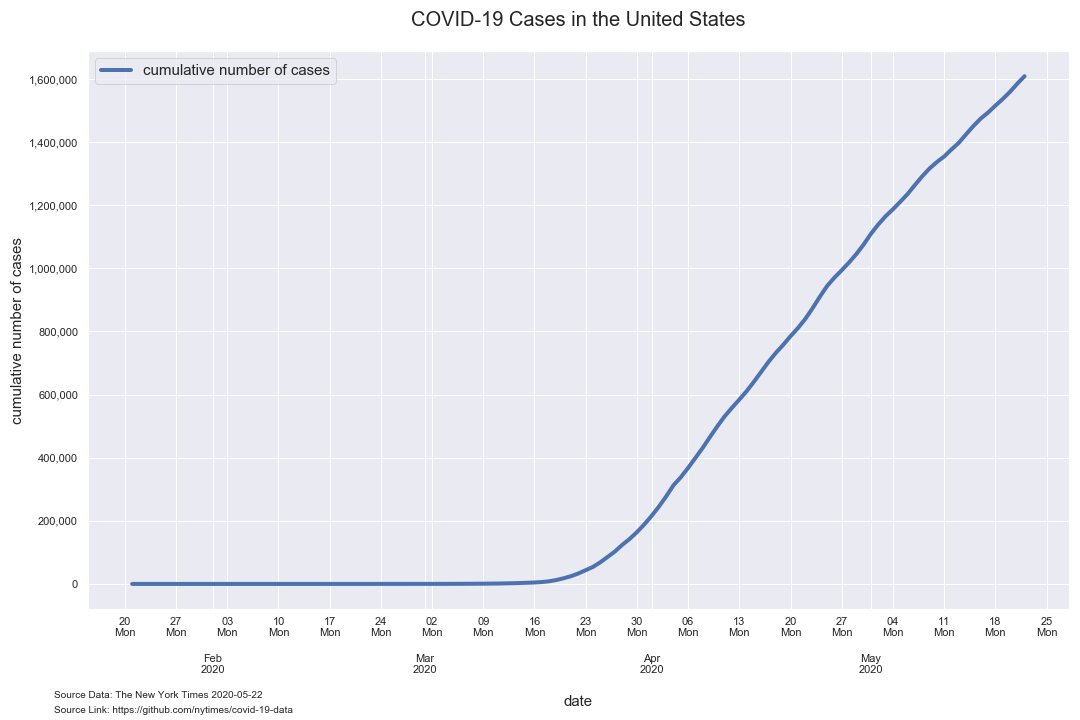 COVID-19 Cases in the United States
cumulative number of cases
cumulative number of cases
1,600,000
1,400,000
1,200,000
1,000,000
800,000
600,000
400,000
200,000
0
20 27 03 10 17 24 02 09 16 23 30 06 13 20 27 04 11 18 25
Mon Mon Mon Mon Mon Mon Mon Mon Mon Mon Mon Mon Mon Mon Mon Mon Mon Mon Mon
Feb Mar Apr May
2020 2020 2020 2020
date
Source Data: The New York Times 2020-05-22
Source Link: https://github.com/nytimes/covid-19-data